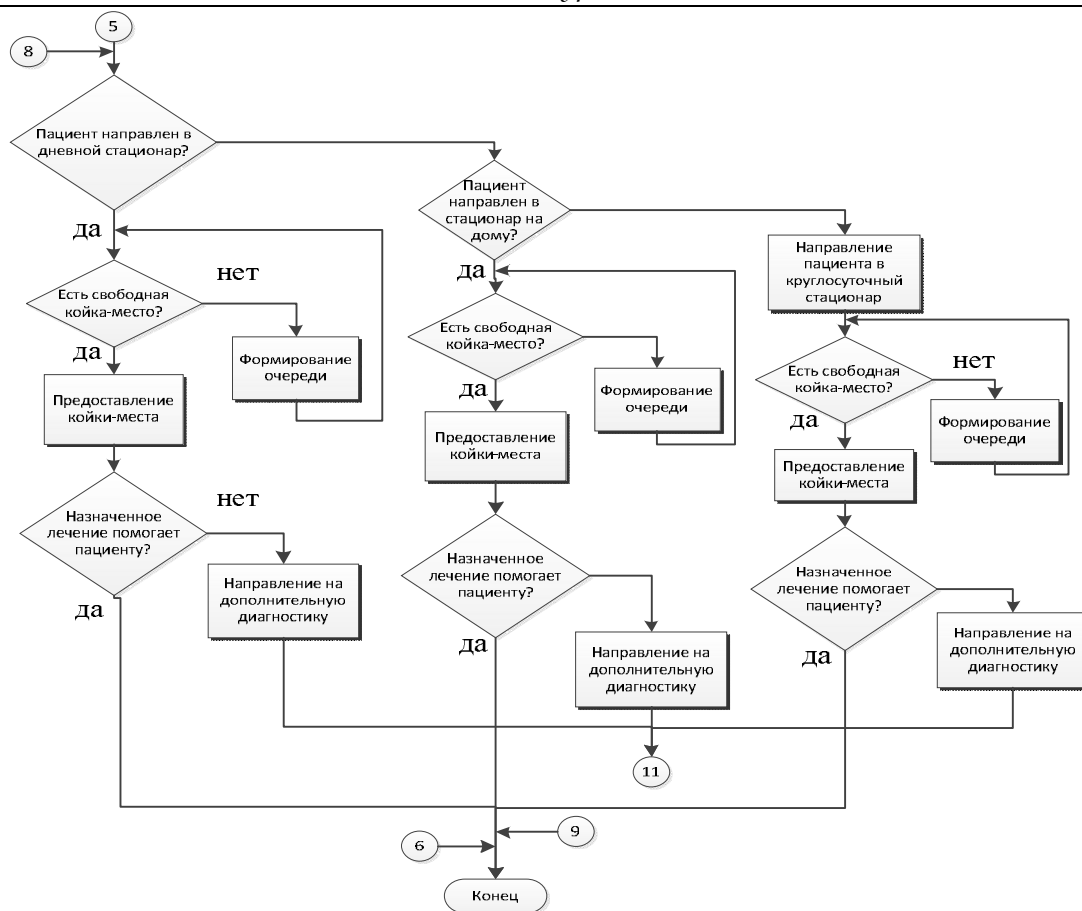 5
8
Пациент направлен в
дневной стационар?
да
нет
Есть свободная
койка-место?
да
Формирование
очереди
Предоставление
койки-места
Назначенное
лечение помогает
пациенту?
нет
да
Направление на
дополнительную
диагностику
Пациент
направлен в
стационар на
дому?
да
Есть свободная
койка-место?
да
Формирование
очереди
Предоставление
койки-места
Назначенное
лечение помогает
пациенту?
да
Направление на
дополнительную
диагностику
Направление
пациента в
круглосуточный
стационар
Есть свободная
койка-место?
нет
да
Формирование
очереди
Предоставление
койки-места
Назначенное
лечение помогает
пациенту?
да
Направление на
дополнительную
диагностику
11
9
6
Конец